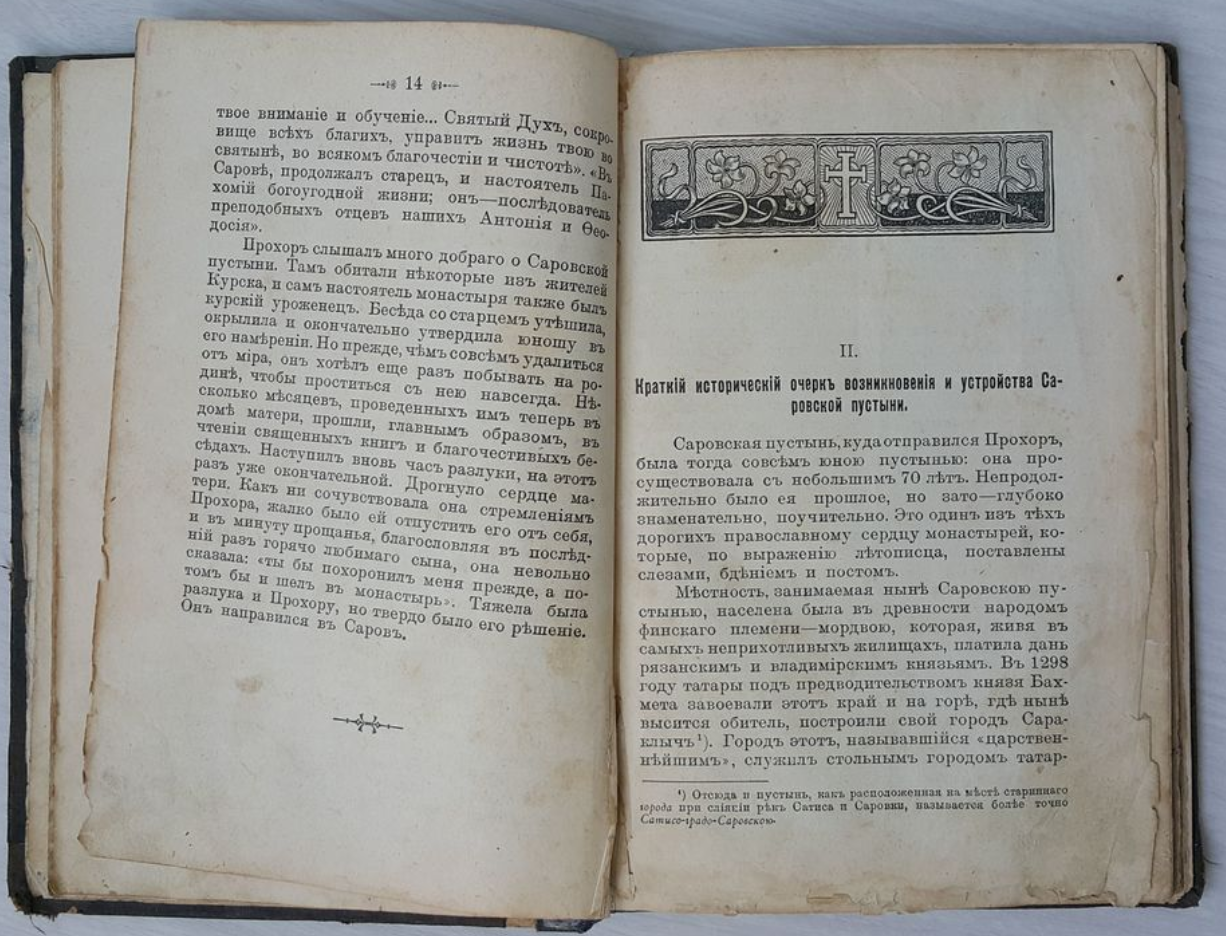 14
твое вниманіе и обученіе... Святый Духъ, сокро-
вище всѣхъ благихъ, управитъ жизнь твою во
святынѣ, во всякомъ благочестіи и чистотѣ». «Въ
Саровѣ, продолжалъ старецъ, и настоятель Па-
хомій богоугодной жизни; онъ—послѣдователь
преподобныхъ отцевъ нашихъ Антонія и Ѳео-
досія».
Прохоръ слышалъ много добраго о Саровской
пустыни. Тамъ обитали нѣкоторые изъ жителей
Курска, и самъ настоятель монастыря также былъ
курскій уроженецъ. Бесѣда со старцемъ утѣшила,
окрылила и окончательно утвердила юношу въ
его намѣреніи. Но прежде, чѣмъ совсѣмъ удалиться
отъ міра, онъ хотѣлъ еще разъ побывать на ро-
динѣ, чтобы проститься съ нею навсегда. Нѣ-
сколько мѣсяцевъ, проведенныхъ имъ теперь въ
домѣ матери, прошли, главнымъ образомъ, въ
чтеніи священныхъ книгъ и благочестивыхъ бе-
сѣдахъ. Наступилъ вновь часъ разлуки, на этотъ
разъ уже окончательной. Дрогнуло сердце ма-
тери. Какъ ни сочувствовала она стремленіямъ
Прохора, жалко было ей отпустить его отъ себя,
и въ минуту прощанья, благословляя въ послѣд-
ній разъ горячо любимаго сына, она невольно
сказала: «ты бы похоронилъ меня прежде, а по-
томъ бы и шелъ въ монастырь». Тяжела была
разлука и Прохору, но твердо было его рѣшеніе.
Онъ направился въ Саровъ.
II.
Краткій историческій очеркъ возникновенія и устройства Са-
ровской пустыни.
Саровская пустынь, куда отправился Прохоръ,
была тогда совсѣмъ юною пустынью: она про-
существовала съ небольшимъ 70 лѣтъ. Непродол-
жительно было ея прошлое, но зато—глубоко
знаменательно, поучительно. Это одинъ изъ тѣхъ
дорогихъ православному сердцу монастырей, ко-
торые, по выраженію лѣтописца, поставлены
слезами, бдѣніемъ и постомъ.
Мѣстность, занимаемая нынѣ Саровскою пу-
стынью, населена была въ древности народомъ
финскаго племени—мордвою, которая, живя въ
самыхъ неприхотливыхъ жилищахъ, платила дань
рязанскимъ и владимірскимъ князьямъ. Въ 1298
году татары подъ предводительствомъ князя Бах-
мета завоевали этотъ край и на горѣ, гдѣ нынѣ
высится обитель, построили свой городъ Сара-
клычъ¹). Городъ этотъ, называвшійся «царствен-
нѣйшимъ», служилъ стольнымъ городомъ татар-
¹) Отсюда и пустынь, какъ расположенная на мѣстѣ стариннаго
города при сліяніи рѣкъ Сатиса и Саровки, называется болѣе точно
Сатисо-градо-Саровскою.